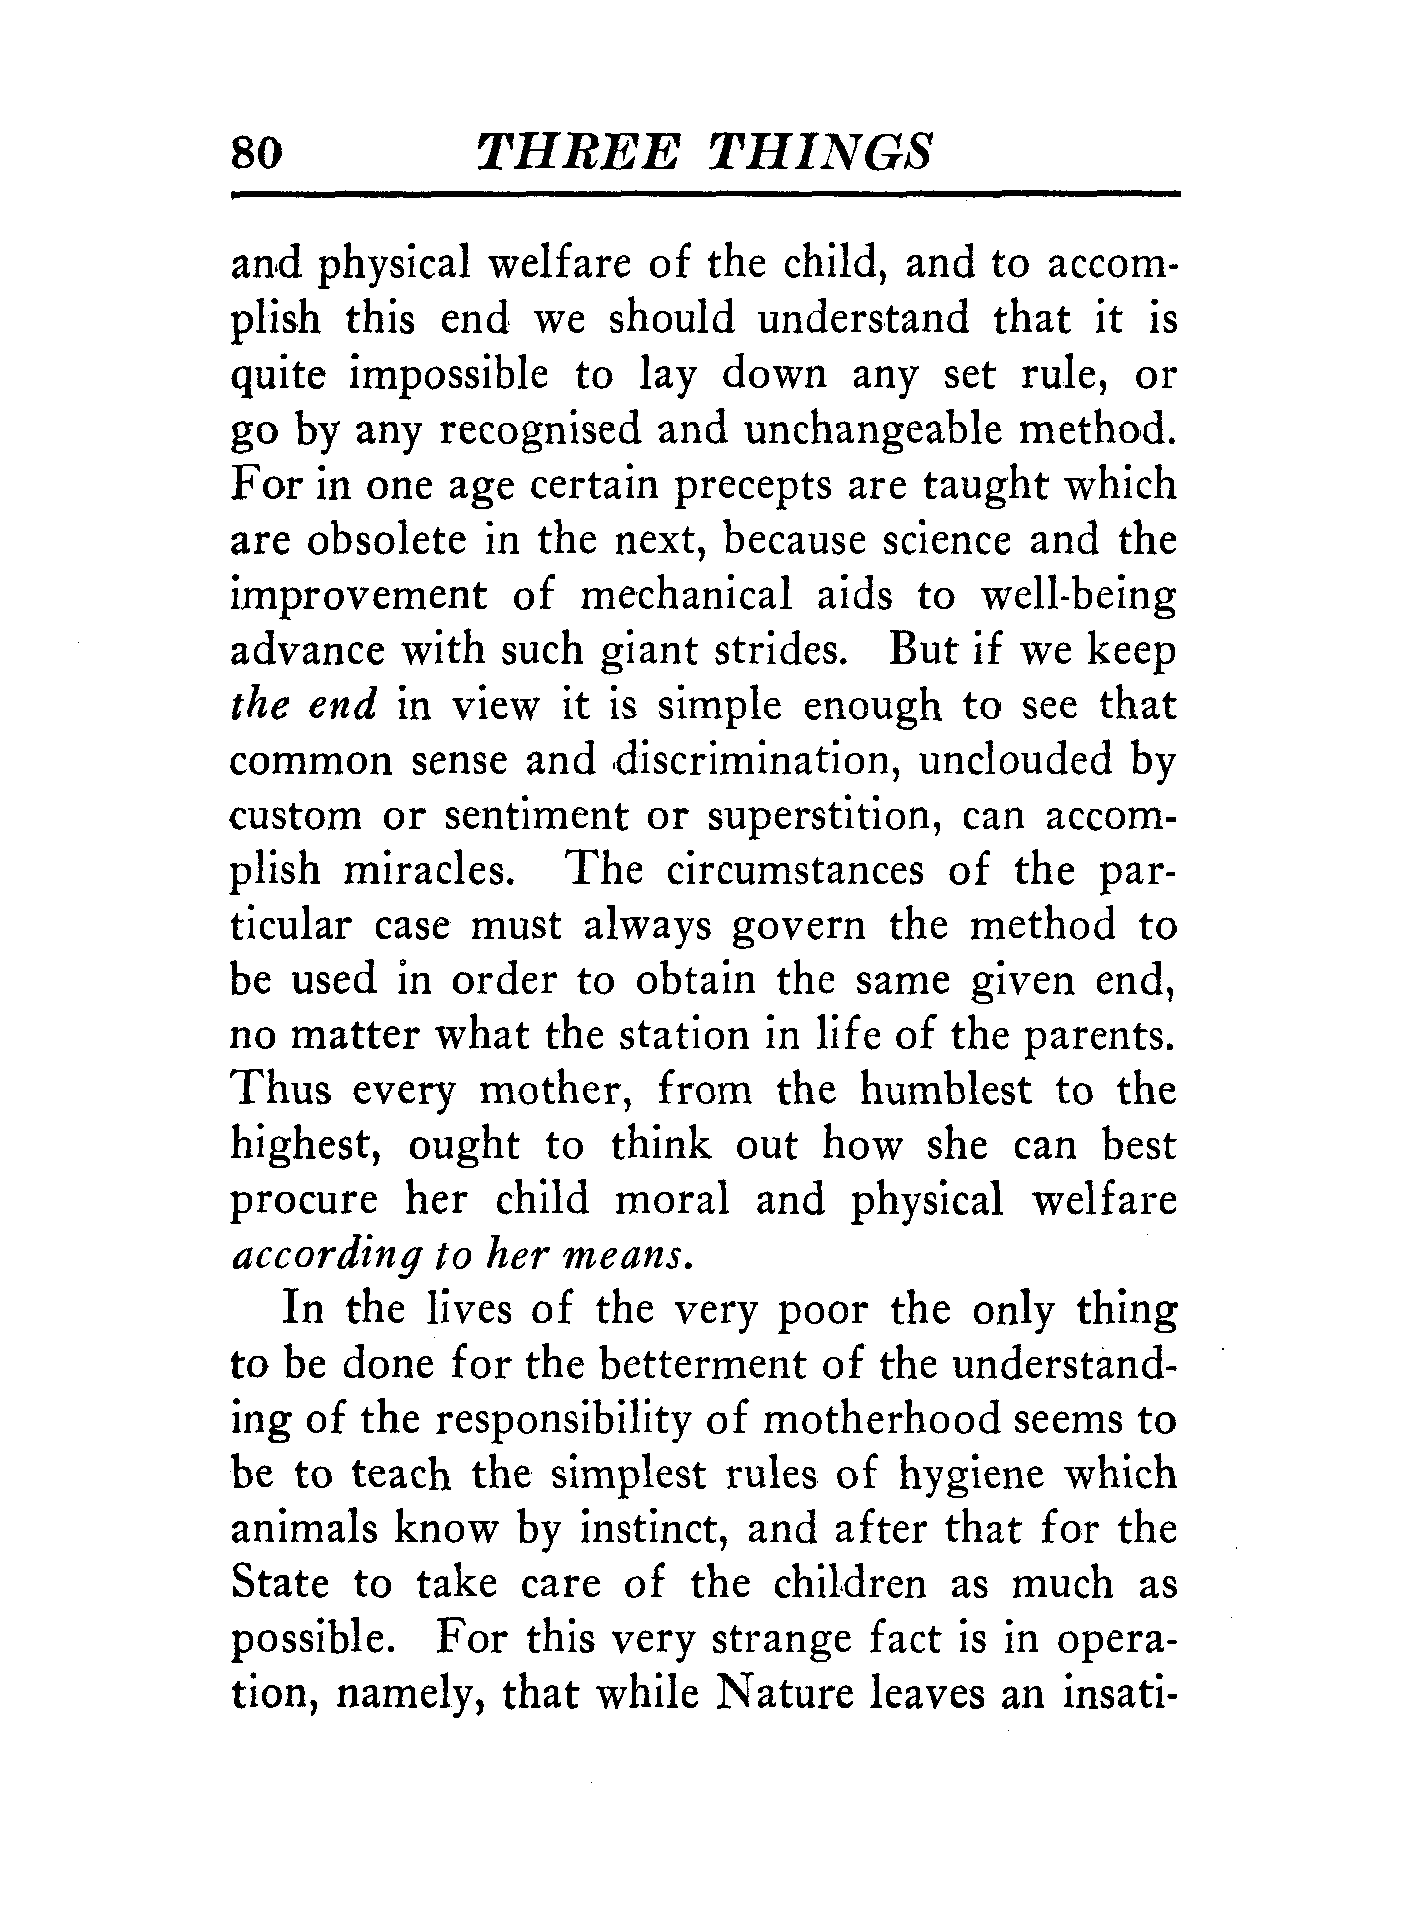 80 THREE THINGS
and physical welfare of the child, and to accom-
plish this end we should understand that it is
quite impossible to lay down any set rule, or
go by any recognised and unchangeable method.
For in one age certain precepts are taught which
are obsolete in the next, because science and the
improvement of mechanical aids to well-being
advance with such giant strides. But if we keep
the end in view it is simple enough to see that
common sense and discrimination, unclouded by
custom or sentiment or superstition, can accom-
plish miracles. The circumstances of the par-
ticular case must always govern the method to
be used in order to obtain the same given end,
no matter what the station in life of the parents.
Thus every mother, from the humblest to the
highest, ought to think out how she can best
procure her child moral and physical welfare
according to her means.
In the lives of the very poor the only thing
to be done for the betterment of the understand-
ing of the responsibility of motherhood seems to
be to teach the simplest rules of hygiene which
animals know by instinct, and after that for the
State to take care of the children as much as
possible. For this very strange fact is in opera-
tion, namely, that while Nature leaves an insati-